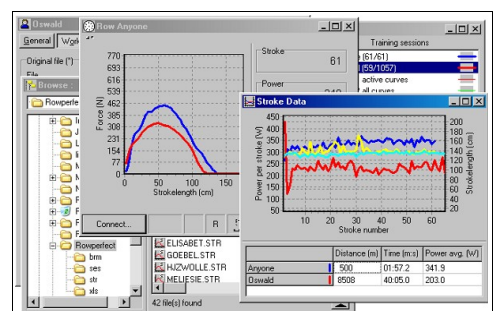 Oswald
General
Original file (*)
Browse
Rowperfe
Rowperfect
brm
ses
str
xls
Row Anyone
770
693
616
539
462
385
308
231
154
77
0
Force (N)
0 50 100 150
Strokelength (cm)
Stroke
61
Power
Connect...
R
ELISABET.STR
GOEBEL.STR
HJZWOLLE.STR
MELIESIE.STR
42 file(s) found
Training sessions
(61/61)
(59/1057)
active curves
all curves
Stroke Data
Power per stroke (W)
450
400
350
300
250
200
150
100
50
200
180
160
140
120
100
80
60
40
20
Strokelength (cm)
10 20 30 40 50 60
Stroke number
Distance (m) Time (m:s) Power avg. (W)
Anyone 500 01:57.2 341.9
Oswald 8508 40:05.0 203.0